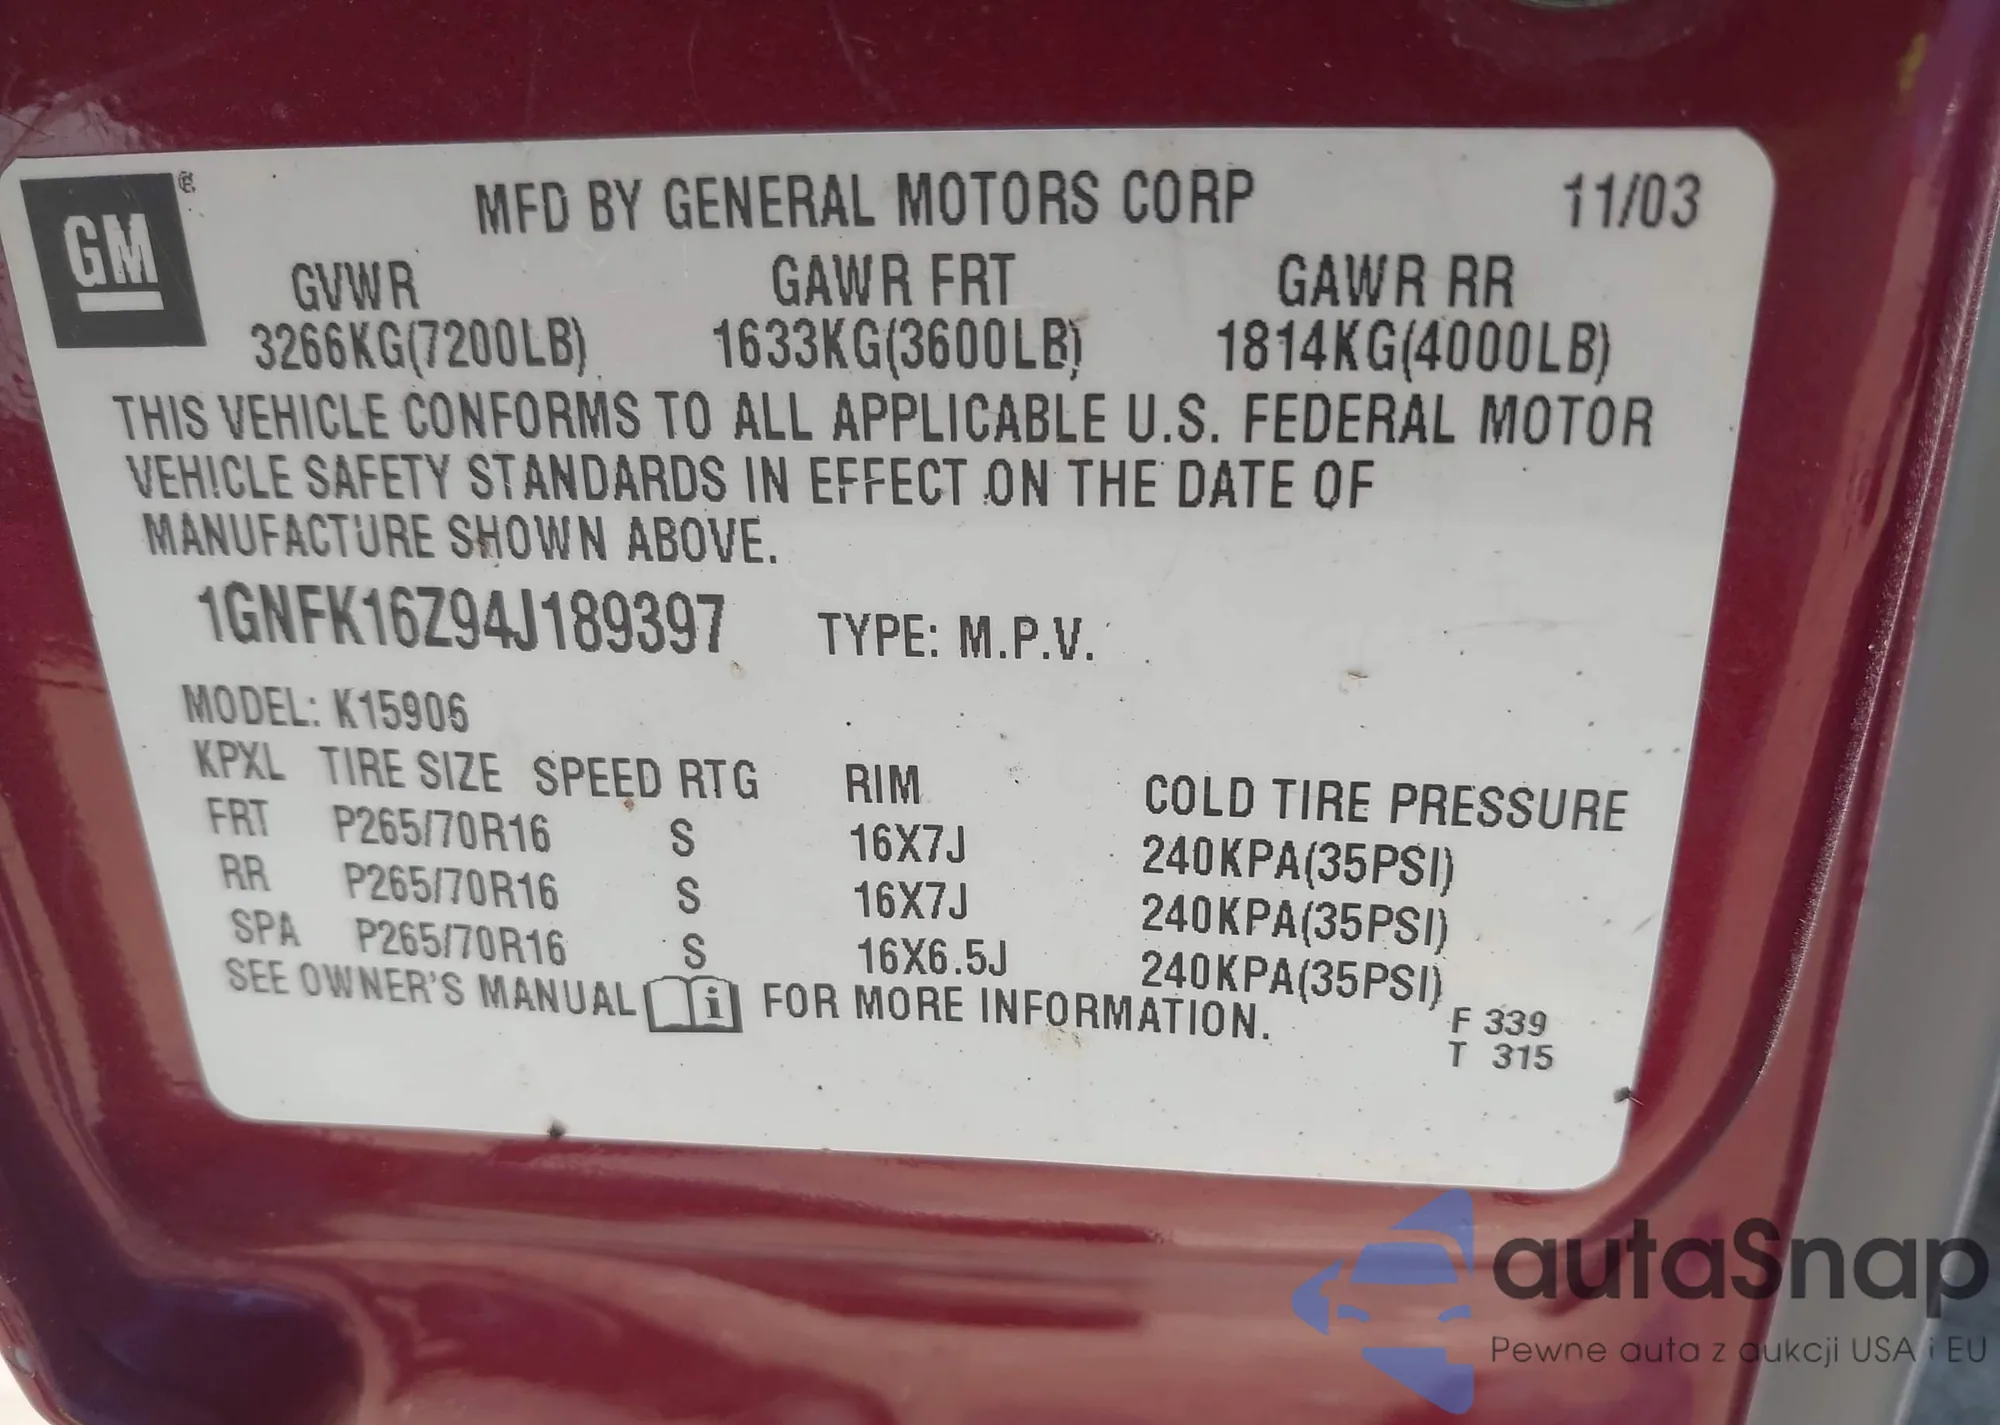 GM
MFD BY GENERAL MOTORS CORP 11/03
GVWR GAWR FRT GAWR RR
3266KG(7200LB) 1633KG(3600LB) 1814KG(4000LB)
THIS VEHICLE CONFORMS TO ALL APPLICABLE U.S. FEDERAL MOTOR
VEHICLE SAFETY STANDARDS IN EFFECT ON THE DATE OF
MANUFACTURE SHOWN ABOVE.
1GNFK16Z94J189397 TYPE: M.P.V.
MODEL: K15906
KPXL TIRE SIZE SPEED RTG RIM COLD TIRE PRESSURE
FRT P265/70R16 S 16X7J 240KPA(35PSI)
RR P265/70R16 S 16X7J 240KPA(35PSI)
SPA P265/70R16 S 16X6.5J 240KPA(35PSI)
SEE OWNER'S MANUAL i FOR MORE INFORMATION.
F 339
T 315
autaSnap
Pewne auta z aukcji USA i EU